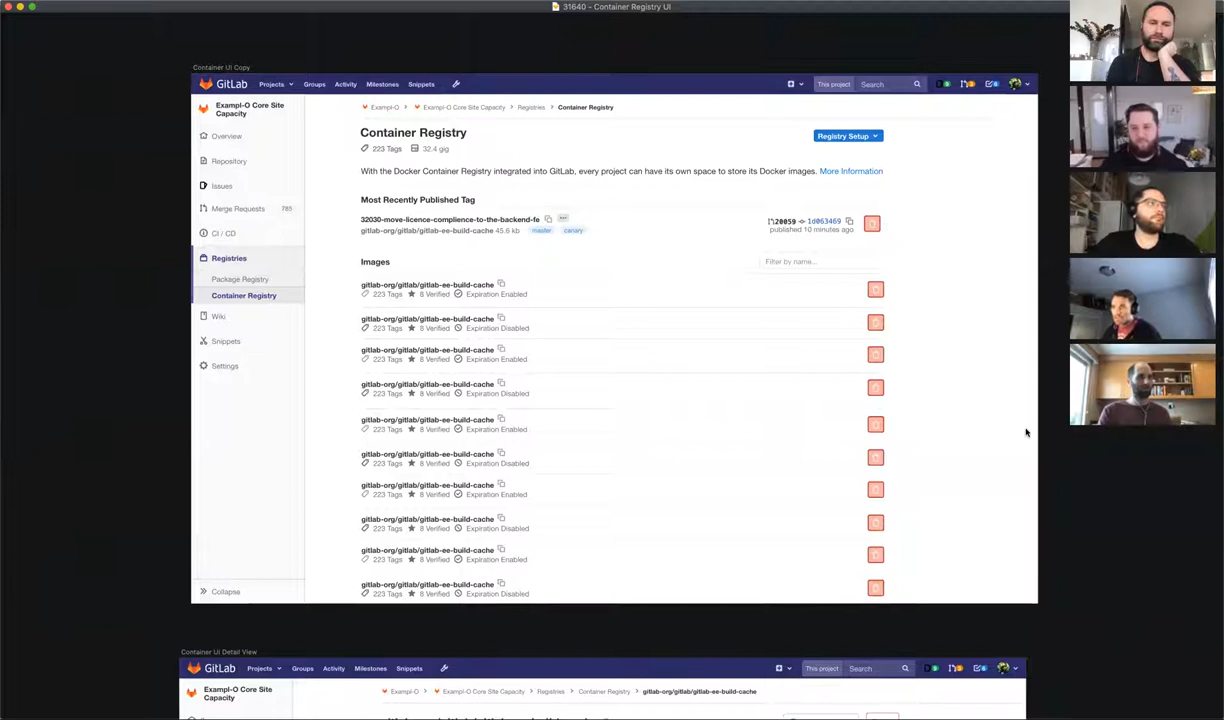 31640 – Container Registry UI
Container UI Copy
GitLab Projects Groups Activity Milestones Snippets This project Search
Exampl-O Core Site Capacity
Overview
Repository
Issues
Merge Requests 785
CI / CD
Registries
Package Registry
Container Registry
Wiki
Snippets
Settings
Collapse
Exampl-O > Exampl-O Core Site Capacity > Registries > Container Registry
Container Registry
Registry Setup
223 Tags 32.4 gig
With the Docker Container Registry integrated into GitLab, every project can have its own space to store its Docker images. More Information
Most Recently Published Tag
32030-move-licence-complience-to-the-backend-fe
20059 1d063469
gitlab-org/gitlab/gitlab-ee-build-cache 45.6 kb master canary
published 10 minutes ago
Images
Filter by name...
gitlab-org/gitlab/gitlab-ee-build-cache
223 Tags 8 Verified Expiration Enabled
gitlab-org/gitlab/gitlab-ee-build-cache
223 Tags 8 Verified Expiration Disabled
gitlab-org/gitlab/gitlab-ee-build-cache
223 Tags 8 Verified Expiration Enabled
gitlab-org/gitlab/gitlab-ee-build-cache
223 Tags 8 Verified Expiration Disabled
gitlab-org/gitlab/gitlab-ee-build-cache
223 Tags 8 Verified Expiration Enabled
gitlab-org/gitlab/gitlab-ee-build-cache
223 Tags 8 Verified Expiration Disabled
gitlab-org/gitlab/gitlab-ee-build-cache
223 Tags 8 Verified Expiration Enabled
gitlab-org/gitlab/gitlab-ee-build-cache
223 Tags 8 Verified Expiration Disabled
gitlab-org/gitlab/gitlab-ee-build-cache
223 Tags 8 Verified Expiration Enabled
gitlab-org/gitlab/gitlab-ee-build-cache
223 Tags 8 Verified Expiration Disabled
Container UI Detail View
GitLab Projects Groups Activity Milestones Snippets This project Search
Exampl-O Core Site Capacity
Exampl-O > Exampl-O Core Site Capacity > Registries > Container Registry > gitlab-org/gitlab/gitlab-ee-build-cache